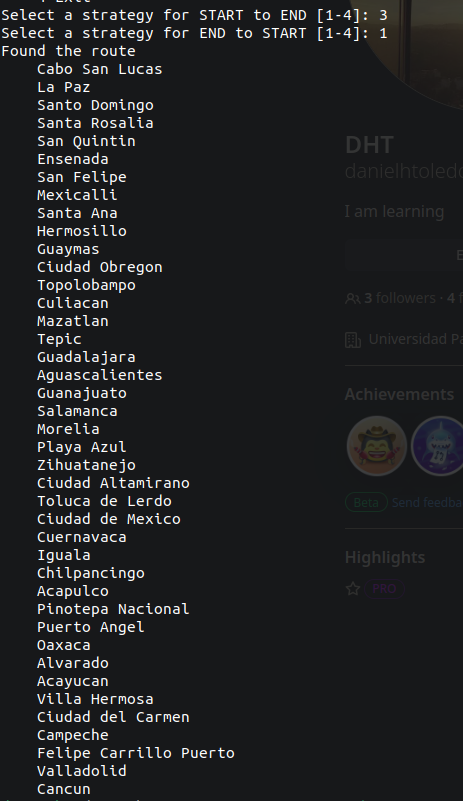 Select a strategy for START to END [1-4]: 3
Select a strategy for END to START [1-4]: 1
Found the route
Cabo San Lucas
La Paz
Santo Domingo
Santa Rosalia
San Quintin
Ensenada
San Felipe
Mexicalli
Santa Ana
Hermosillo
Guaymas
Ciudad Obregon
Topolobampo
Culiacan
Mazatlan
Tepic
Guadalajara
Aguascalientes
Guanajuato
Salamanca
Morelia
Playa Azul
Zihuatanejo
Ciudad Altamirano
Toluca de Lerdo
Ciudad de Mexico
Cuernavaca
Iguala
Chilpancingo
Acapulco
Pinotepa Nacional
Puerto Angel
Oaxaca
Alvarado
Acayucan
Villa Hermosa
Ciudad del Carmen
Campeche
Felipe Carrillo Puerto
Valladolid
Cancun
DHT
I am learning
3 followers · 4
Universidad
Achievements
Beta Send
Highlights
PRO